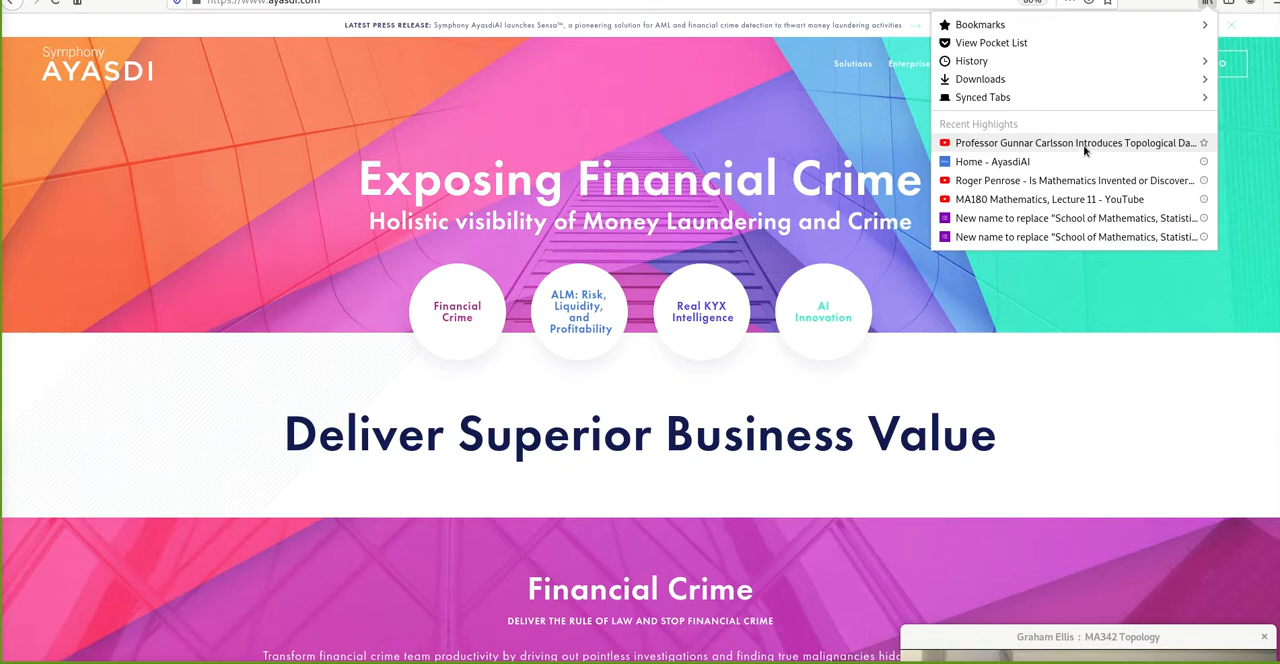 https://www.ayasdi.com
80%
LATEST PRESS RELEASE: Symphony AyasdiAI launches Sensa™, a pioneering solution for AML and financial crime detection to thwart money laundering activities
Symphony
AYASDI
Solutions Enterprise
Bookmarks
View Pocket List
History
Downloads
Synced Tabs
Recent Highlights
Professor Gunnar Carlsson Introduces Topological Da...
Home - AyasdiAI
Roger Penrose - Is Mathematics Invented or Discover...
MA180 Mathematics, Lecture 11 - YouTube
New name to replace "School of Mathematics, Statisti...
New name to replace "School of Mathematics, Statisti...
Exposing Financial Crime
Holistic visibility of Money Laundering and Crime
Financial
Crime
ALM: Risk,
Liquidity,
and
Profitability
Real KYX
Intelligence
AI
Innovation
Deliver Superior Business Value
Financial Crime
DELIVER THE RULE OF LAW AND STOP FINANCIAL CRIME
Transform financial crime team productivity by driving out pointless investigations and finding true malignancies
Graham Ellis : MA342 Topology